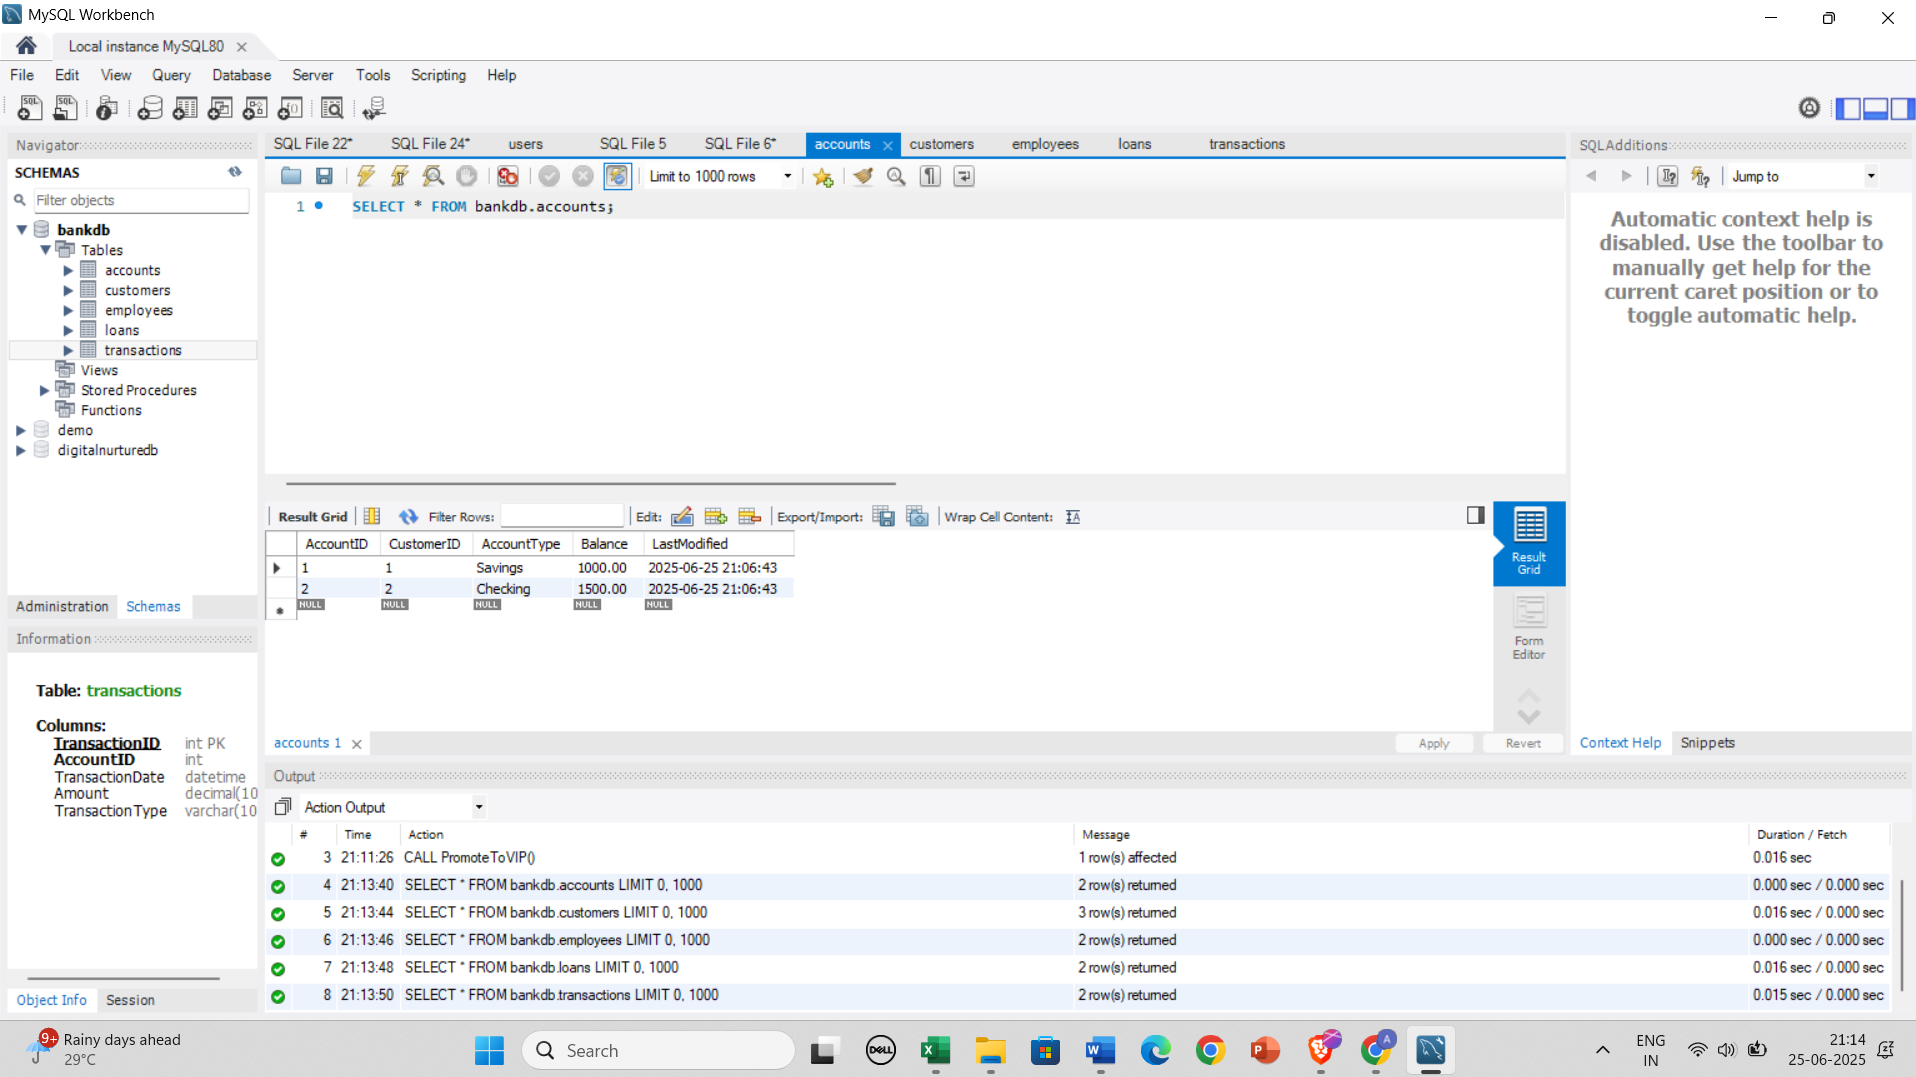 MySQL Workbench
Local instance MySQL80
File Edit View Query Database Server Tools Scripting Help
Navigator
SCHEMAS
Filter objects
bankdb
Tables
accounts
customers
employees
loans
transactions
Views
Stored Procedures
Functions
demo
digitalnurturedb
Administration Schemas
Information
Table: transactions
Columns:
TransactionID int PK
AccountID int
TransactionDate datetime
Amount decimal(10
TransactionType varchar(10
Object Info Session
SQL File 22* SQL File 24* users SQL File 5 SQL File 6* accounts customers employees loans transactions
Limit to 1000 rows
1 SELECT * FROM bankdb.accounts;
Result Grid Filter Rows: Edit: Export/Import: Wrap Cell Content:
AccountID CustomerID AccountType Balance LastModified
1 1 Savings 1000.00 2025-06-25 21:06:43
2 2 Checking 1500.00 2025-06-25 21:06:43
NULL NULL NULL NULL NULL
Result
Grid
Form
Editor
accounts 1
Apply Revert
Output
Action Output
# Time Action Message Duration / Fetch
3 21:11:26 CALL PromoteToVIP() 1 row(s) affected 0.016 sec
4 21:13:40 SELECT * FROM bankdb.accounts LIMIT 0, 1000 2 row(s) returned 0.000 sec / 0.000 sec
5 21:13:44 SELECT * FROM bankdb.customers LIMIT 0, 1000 3 row(s) returned 0.016 sec / 0.000 sec
6 21:13:46 SELECT * FROM bankdb.employees LIMIT 0, 1000 2 row(s) returned 0.000 sec / 0.000 sec
7 21:13:48 SELECT * FROM bankdb.loans LIMIT 0, 1000 2 row(s) returned 0.016 sec / 0.000 sec
8 21:13:50 SELECT * FROM bankdb.transactions LIMIT 0, 1000 2 row(s) returned 0.015 sec / 0.000 sec
SQLAdditions
Jump to
Automatic context help is
disabled. Use the toolbar to
manually get help for the
current caret position or to
toggle automatic help.
Context Help Snippets
9+
Rainy days ahead
29°C
Search
DELL
A
ENG
IN
21:14
25-06-2025